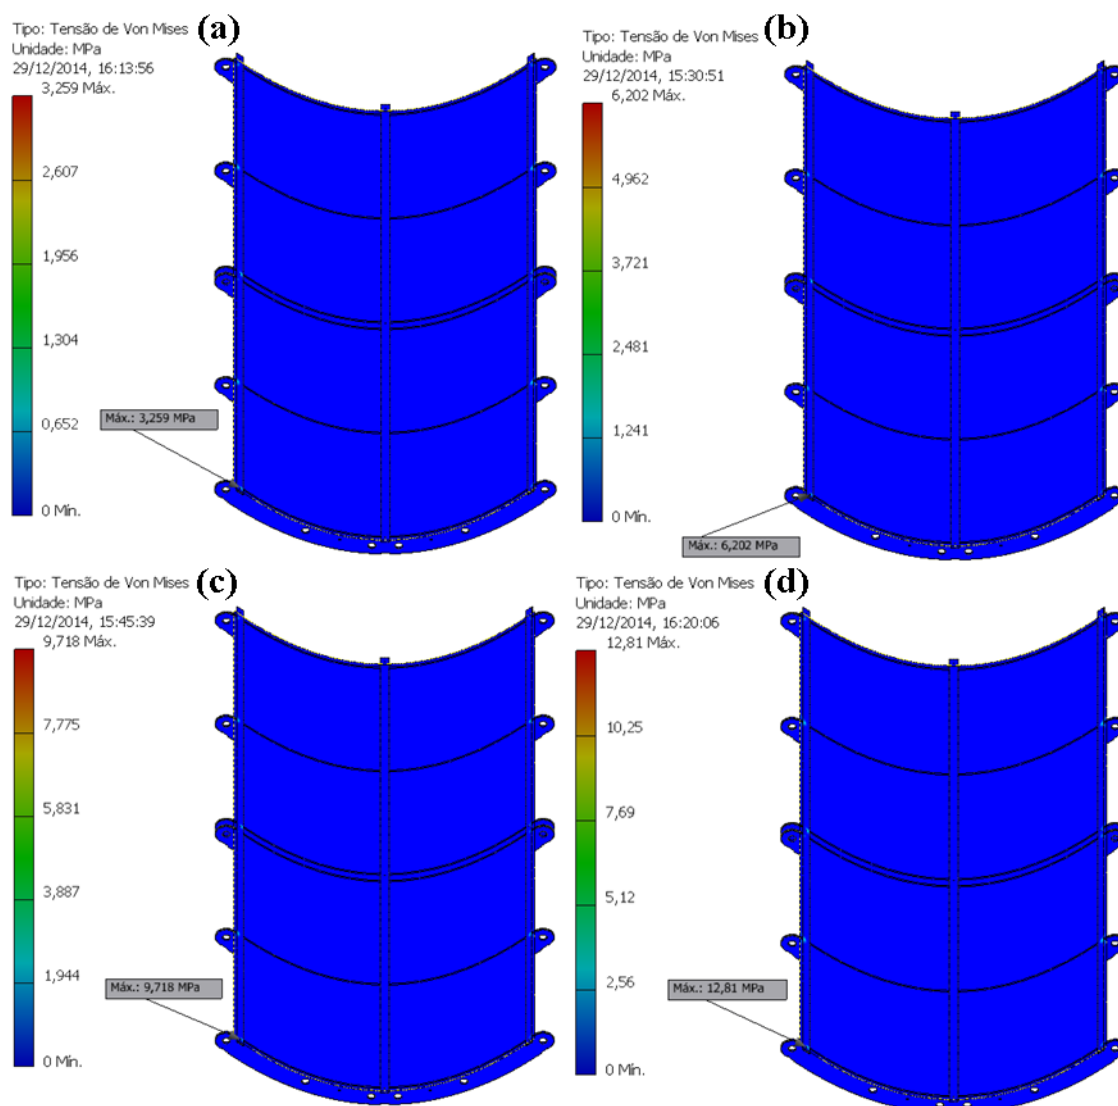 (a)
Tipo: Tensão de Von Mises
Unidade: MPa
29/12/2014, 16:13:56
3,259 Máx.
2,607
1,956
1,304
0,652
0 Mín.
Máx.: 3,259 MPa
(b)
Tipo: Tensão de Von Mises
Unidade: MPa
29/12/2014, 15:30:51
6,202 Máx.
4,962
3,721
2,481
1,241
0 Mín.
Máx.: 6,202 MPa
(c)
Tipo: Tensão de Von Mises
Unidade: MPa
29/12/2014, 15:45:39
9,718 Máx.
7,775
5,831
3,887
1,944
0 Mín.
Máx.: 9,718 MPa
(d)
Tipo: Tensão de Von Mises
Unidade: MPa
29/12/2014, 16:20:06
12,81 Máx.
10,25
7,69
5,12
2,56
0 Mín.
Máx.: 12,81 MPa